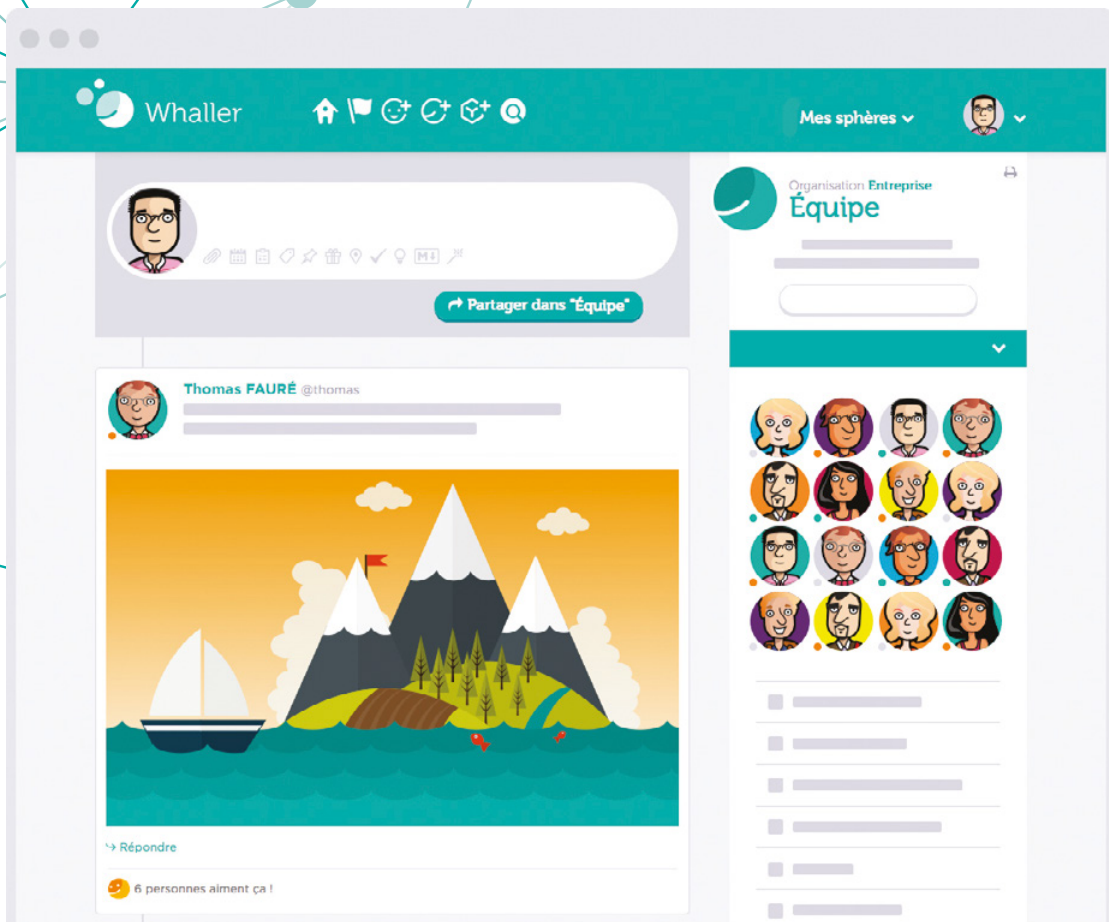 Whaller
Mes sphères
Organisation Entreprise
Équipe
M↓
Partager dans "Équipe"
Thomas FAURÉ @thomas
Répondre
6 personnes aiment ça !